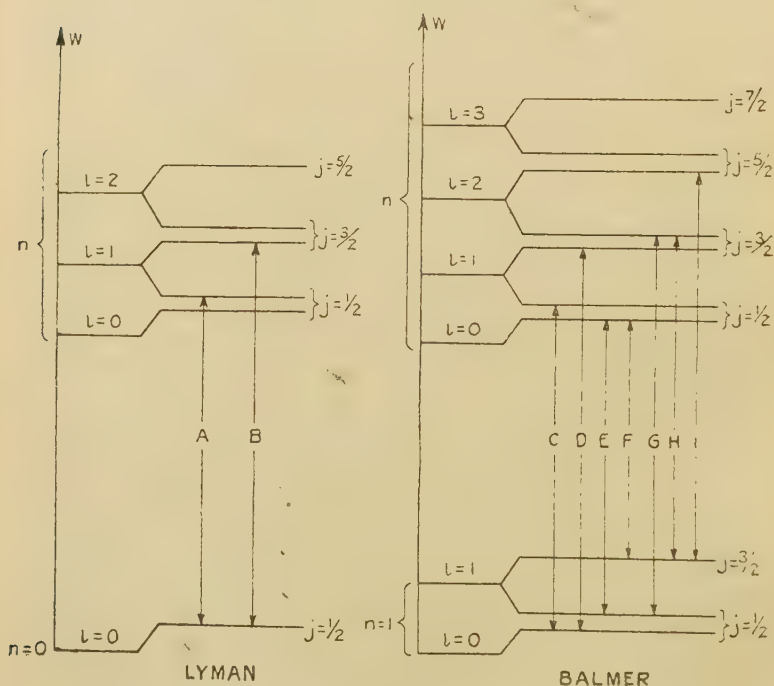 W
l=2
j=5/2
n
l=1
j=3/2
l=0
j=1/2
A
B
n=0
l=0
j=1/2
LYMAN
W
l=3
j=7/2
j=5/2
n
l=2
j=3/2
l=1
j=1/2
l=0
C
D
E
F
G
H
I
l=1
j=3/2
n=1
j=1/2
l=0
BALMER